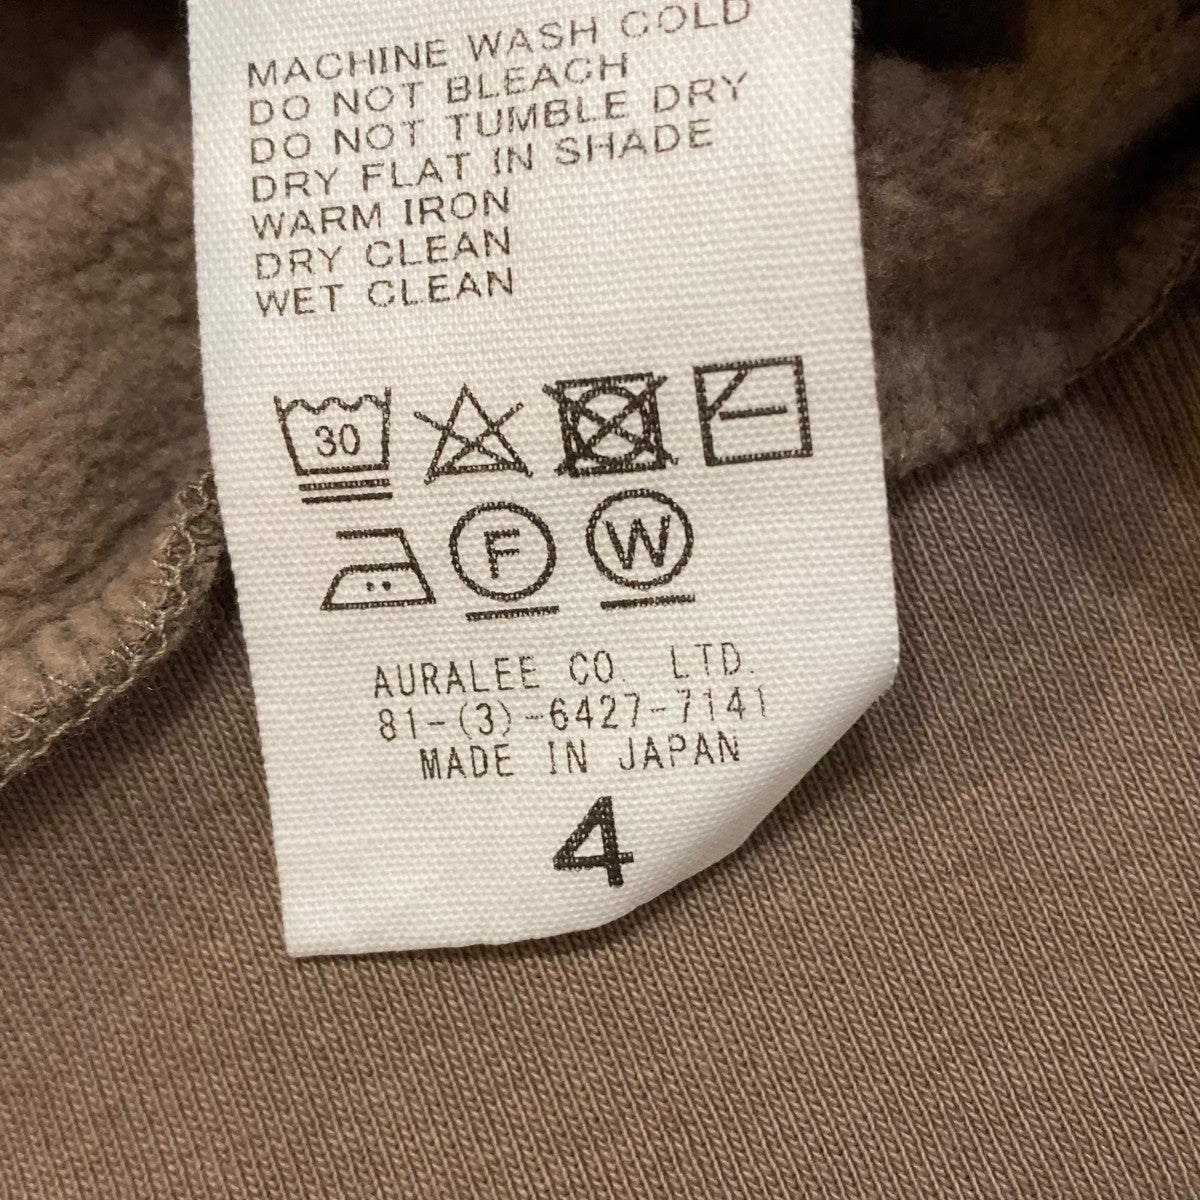 MACHINE WASH COLD
DO NOT BLEACH
DO NOT TUMBLE DRY
DRY FLAT IN SHADE
WARM IRON
DRY CLEAN
WET CLEAN
30
F W
AURALEE CO. LTD.
81-(3)-6427-7141
MADE IN JAPAN
4